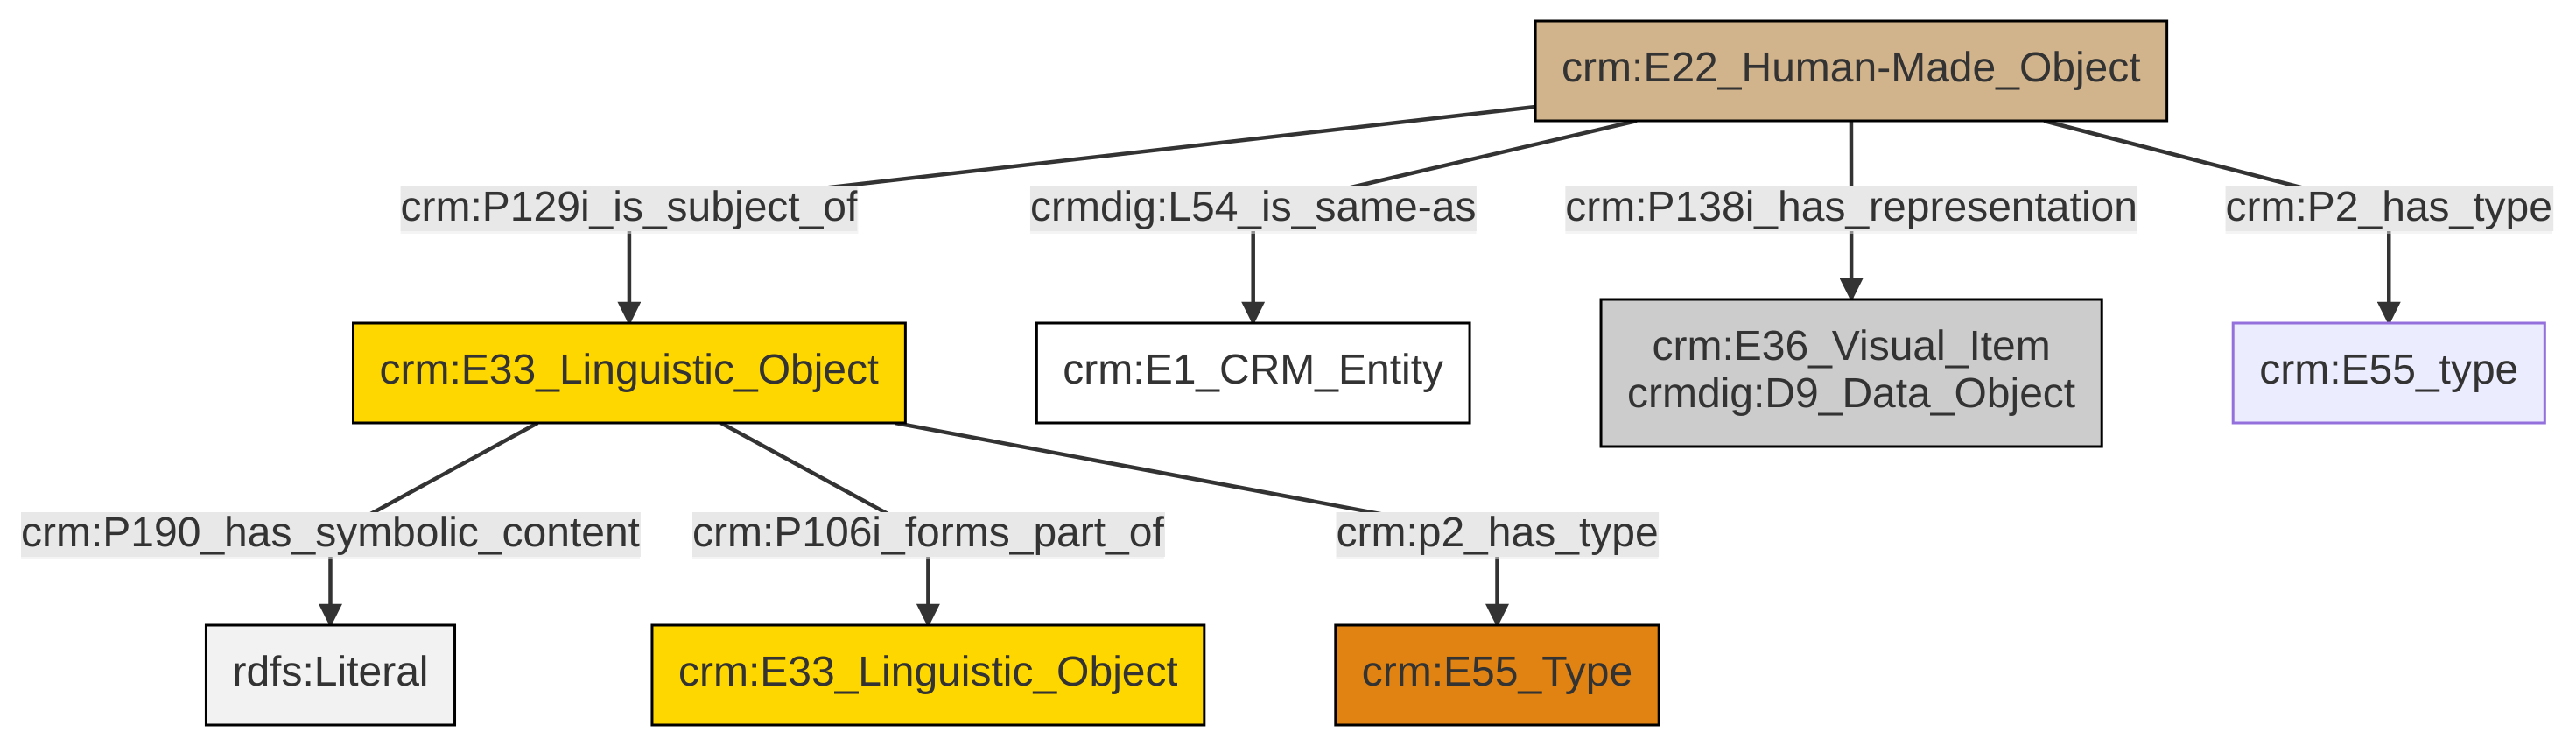 crm:E22_Human-Made_Object
crm:P129i_is_subject_of
crmdig:L54_is_same-as
crm:P138i_has_representation
crm:P2_has_type
crm:E33_Linguistic_Object
crm:E1_CRM_Entity
crm:E36_Visual_Item
crmdig:D9_Data_Object
crm:E55_type
crm:P190_has_symbolic_content
crm:P106i_forms_part_of
crm:p2_has_type
rdfs:Literal
crm:E33_Linguistic_Object
crm:E55_Type